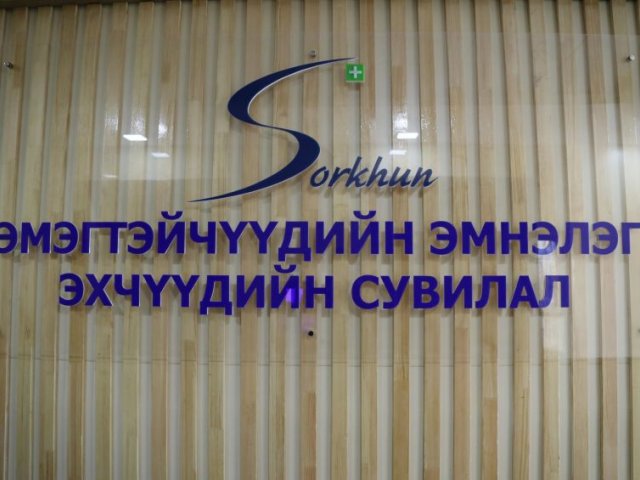 Sorkhun
ЭМЭГТЭЙЧҮҮДИЙН ЭМНЭЛЭГ
ЭХЧҮҮДИЙН СУВИЛАЛ